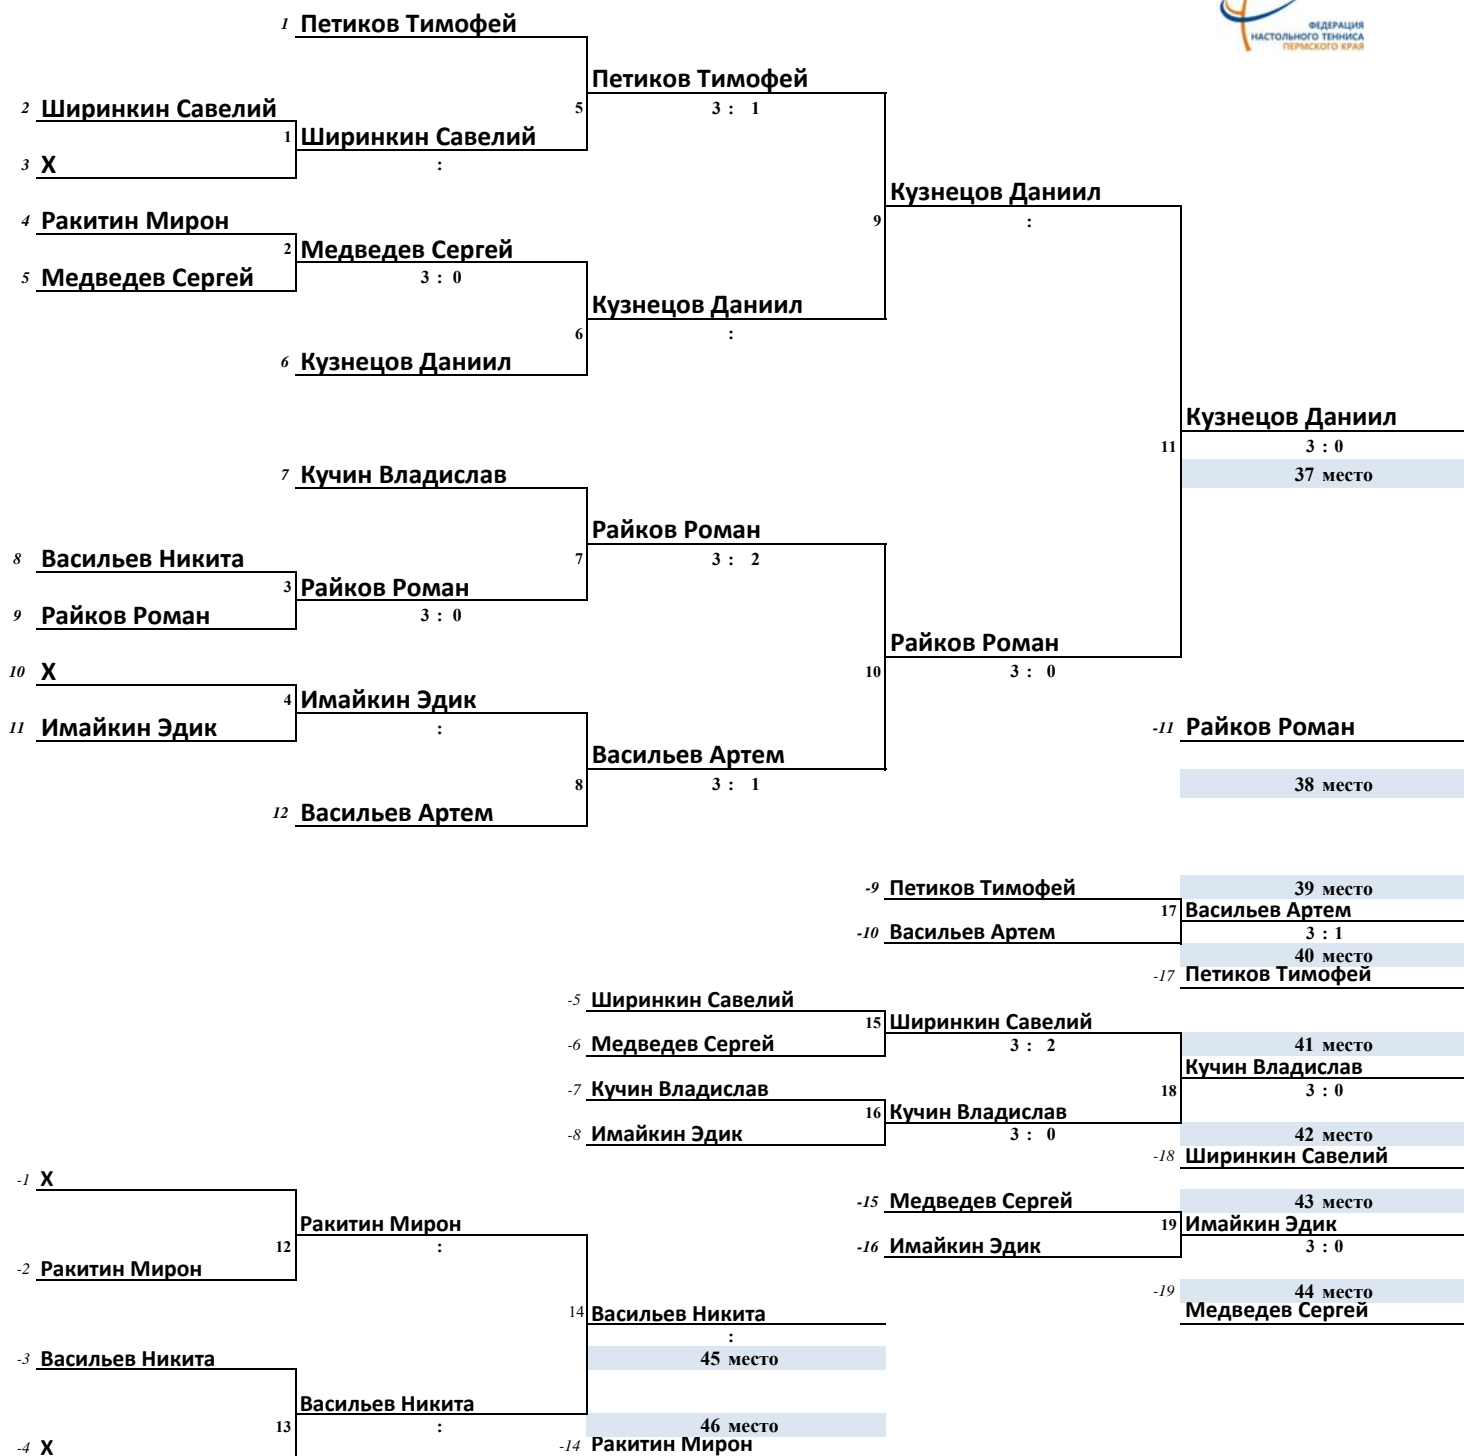 ФЕДЕРАЦИЯ
НАСТОЛЬНОГО ТЕННИСА
ПЕРМСКОГО КРАЯ
1 Петиков Тимофей
Петиков Тимофей
2 Ширинкин Савелий 5 3 : 1
1 Ширинкин Савелий
3 X :
Кузнецов Даниил
4 Ракитин Мирон 9 :
2 Медведев Сергей
5 Медведев Сергей 3 : 0
Кузнецов Даниил
6 :
6 Кузнецов Даниил
Кузнецов Даниил
11 3 : 0
7 Кучин Владислав 37 место
Райков Роман
8 Васильев Никита 7 3 : 2
3 Райков Роман
9 Райков Роман 3 : 0
Райков Роман
10 X 10 3 : 0
4 Имайкин Эдик
11 Имайкин Эдик : -11 Райков Роман
Васильев Артем
8 3 : 1 38 место
12 Васильев Артем
-9 Петиков Тимофей 39 место
17 Васильев Артем
-10 Васильев Артем 3 : 1
40 место
-17 Петиков Тимофей
-5 Ширинкин Савелий
15 Ширинкин Савелий
-6 Медведев Сергей 3 : 2 41 место
Кучин Владислав
-7 Кучин Владислав 18 3 : 0
16 Кучин Владислав
-8 Имайкин Эдик 3 : 0 42 место
-18 Ширинкин Савелий
-1 X
-15 Медведев Сергей 43 место
Ракитин Мирон 19 Имайкин Эдик
12 : -16 Имайкин Эдик 3 : 0
-2 Ракитин Мирон
-19 44 место
14 Васильев Никита Медведев Сергей
:
-3 Васильев Никита 45 место
Васильев Никита
13 : 46 место
-4 X -14 Ракитин Мирон